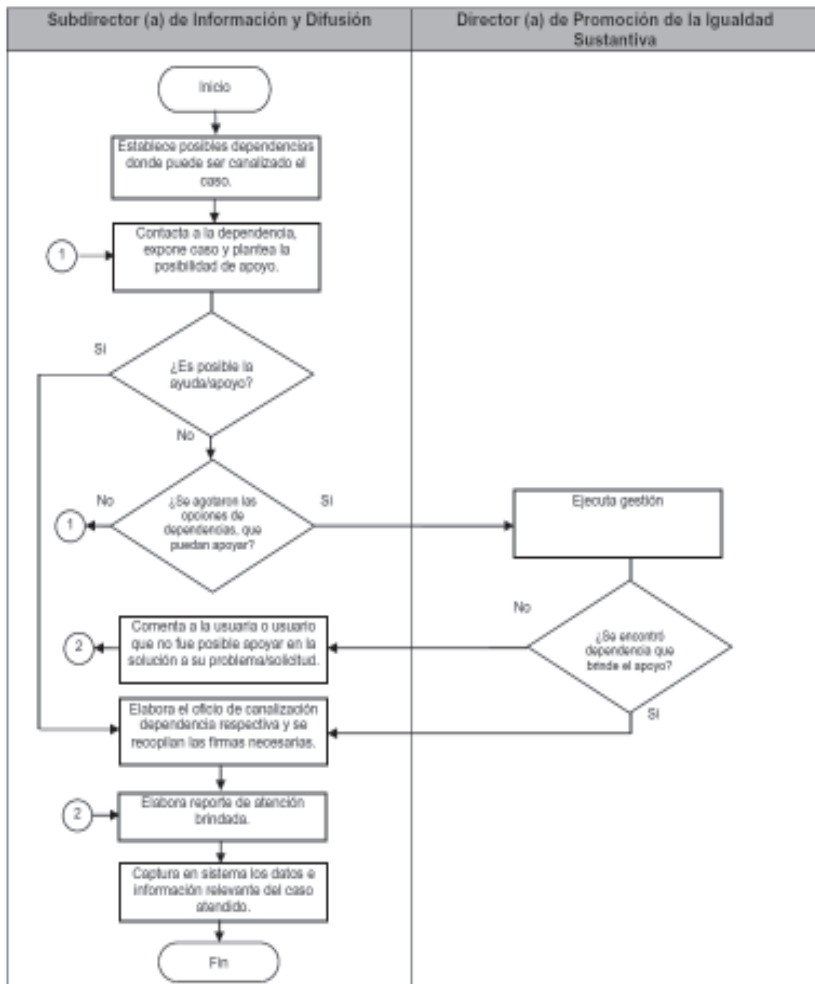 Subdirector (a) de Información y Difusión
Director (a) de Promoción de la Igualdad
Sustantiva
Inicio
Establece posibles dependencias
donde puede ser canalizado el
caso.
Contacta a la dependencia,
expone caso y plantea la
posibilidad de apoyo.
1
Si
¿Es posible la
ayuda/apoyo?
No
No
1
¿Se agotaron las
opciones de
dependencias, que
puedan apoyar?
Si
Ejecuta gestión
No
¿Se encontró
dependencia que
brinde el apoyo?
Si
2
Comenta a la usuaria o usuario
que no fue posible apoyar en la
solución a su problema/solicitud.
Elabora el oficio de canalización
dependencia respectiva y se
recopilan las firmas necesarias.
2
Elabora reporte de atención
brindada.
Captura en sistema los datos e
información relevante del caso
atendido.
Fin